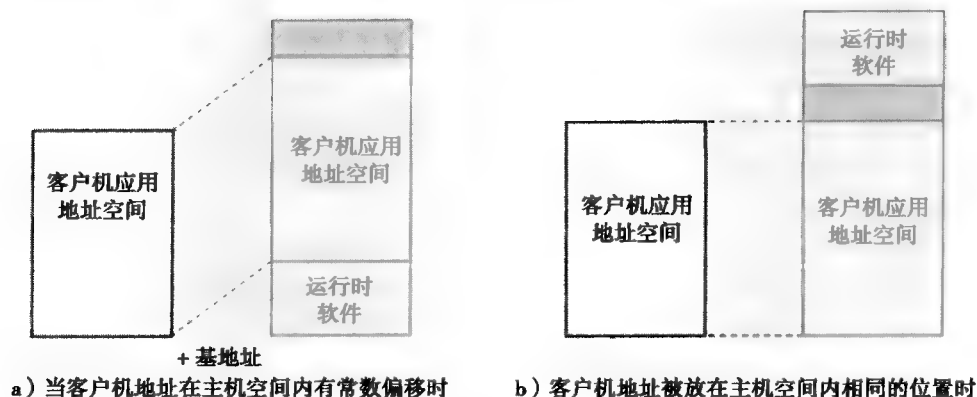 客户机应用
地址空间
客户机应用
地址空间
运行时
软件
+ 基地址
a）当客户机地址在主机空间内有常数偏移时
运行时
软件
客户机应用
地址空间
客户机应用
地址空间
b）客户机地址被放在主机空间内相同的位置时